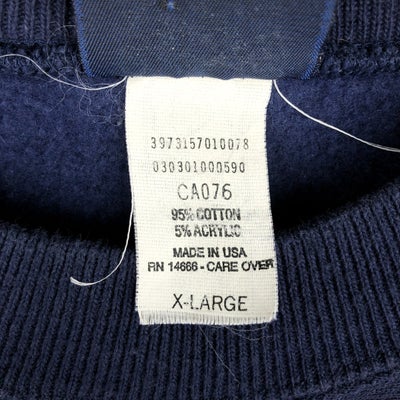 3973157010078
030301000590
CA076
95% COTTON
5% ACRYLIC
MADE IN USA
RN 14666 - CARE OVER
X-LARGE